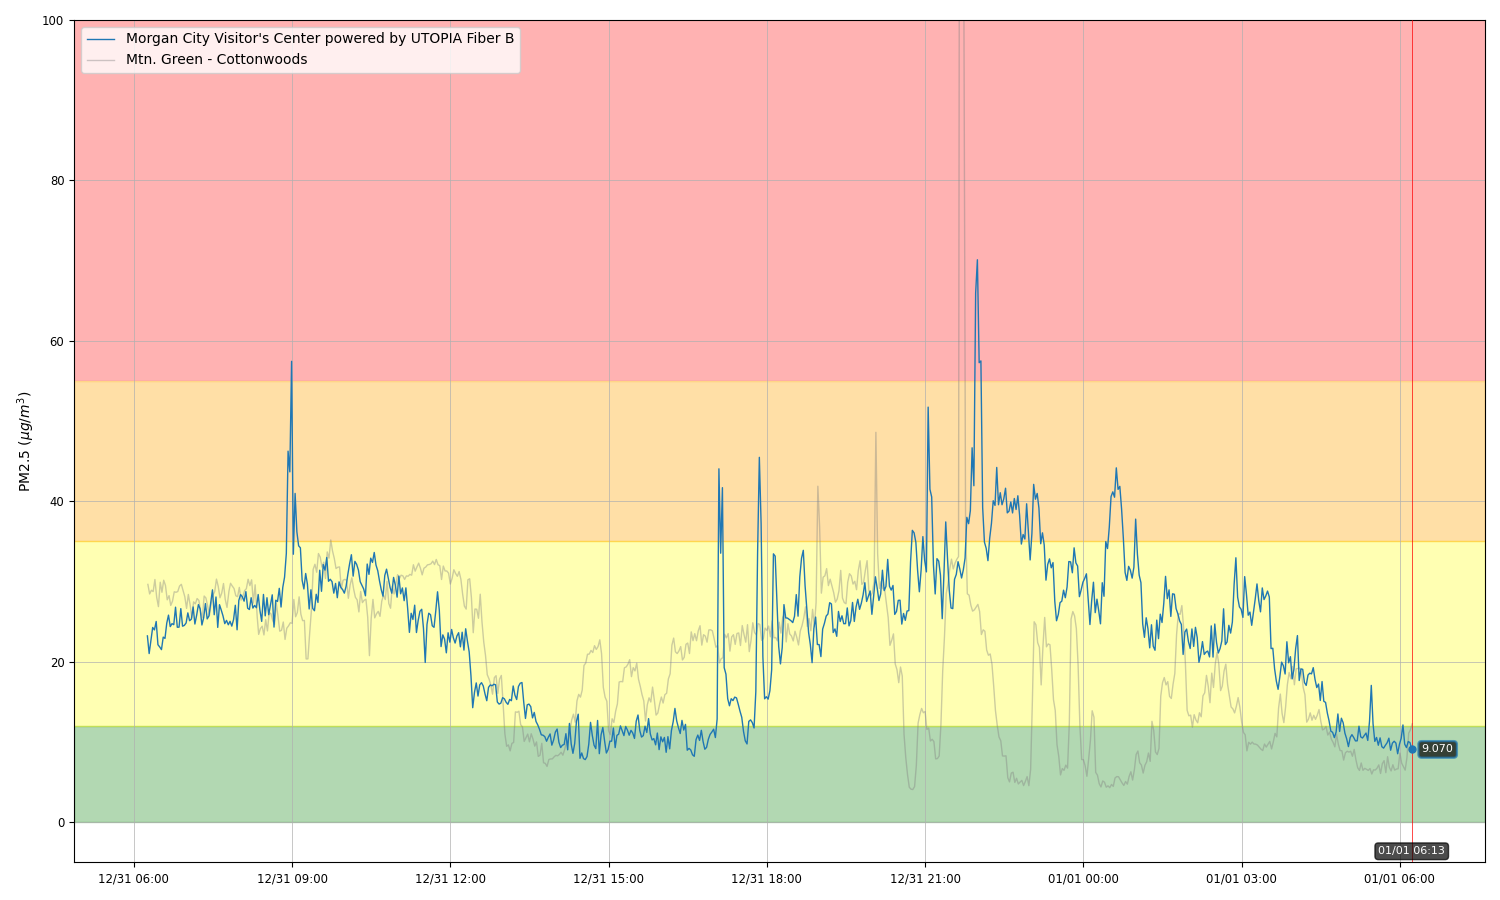 100
Morgan City Visitor's Center powered by UTOPIA Fiber B
Mtn. Green - Cottonwoods
80
60
PM2.5 (μg/m³)
40
20
9.070
0
01/01 06:13
12/31 06:00 12/31 09:00 12/31 12:00 12/31 15:00 12/31 18:00 12/31 21:00 01/01 00:00 01/01 03:00 01/01 06:00